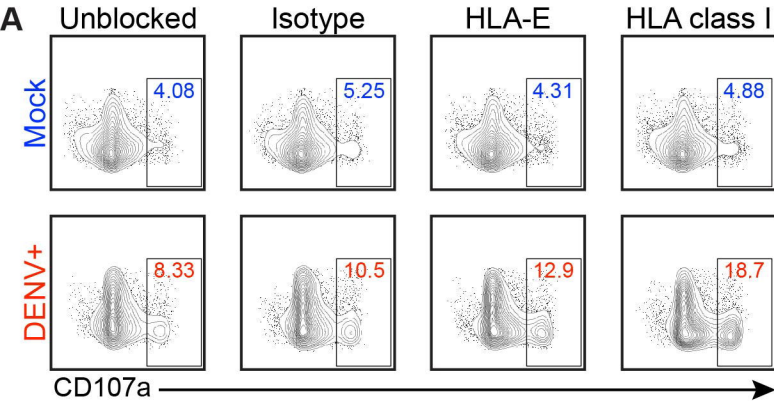 A
Unblocked Isotype HLA-E HLA class I
Mock
4.08 5.25 4.31 4.88
DENV+
8.33 10.5 12.9 18.7
CD107a